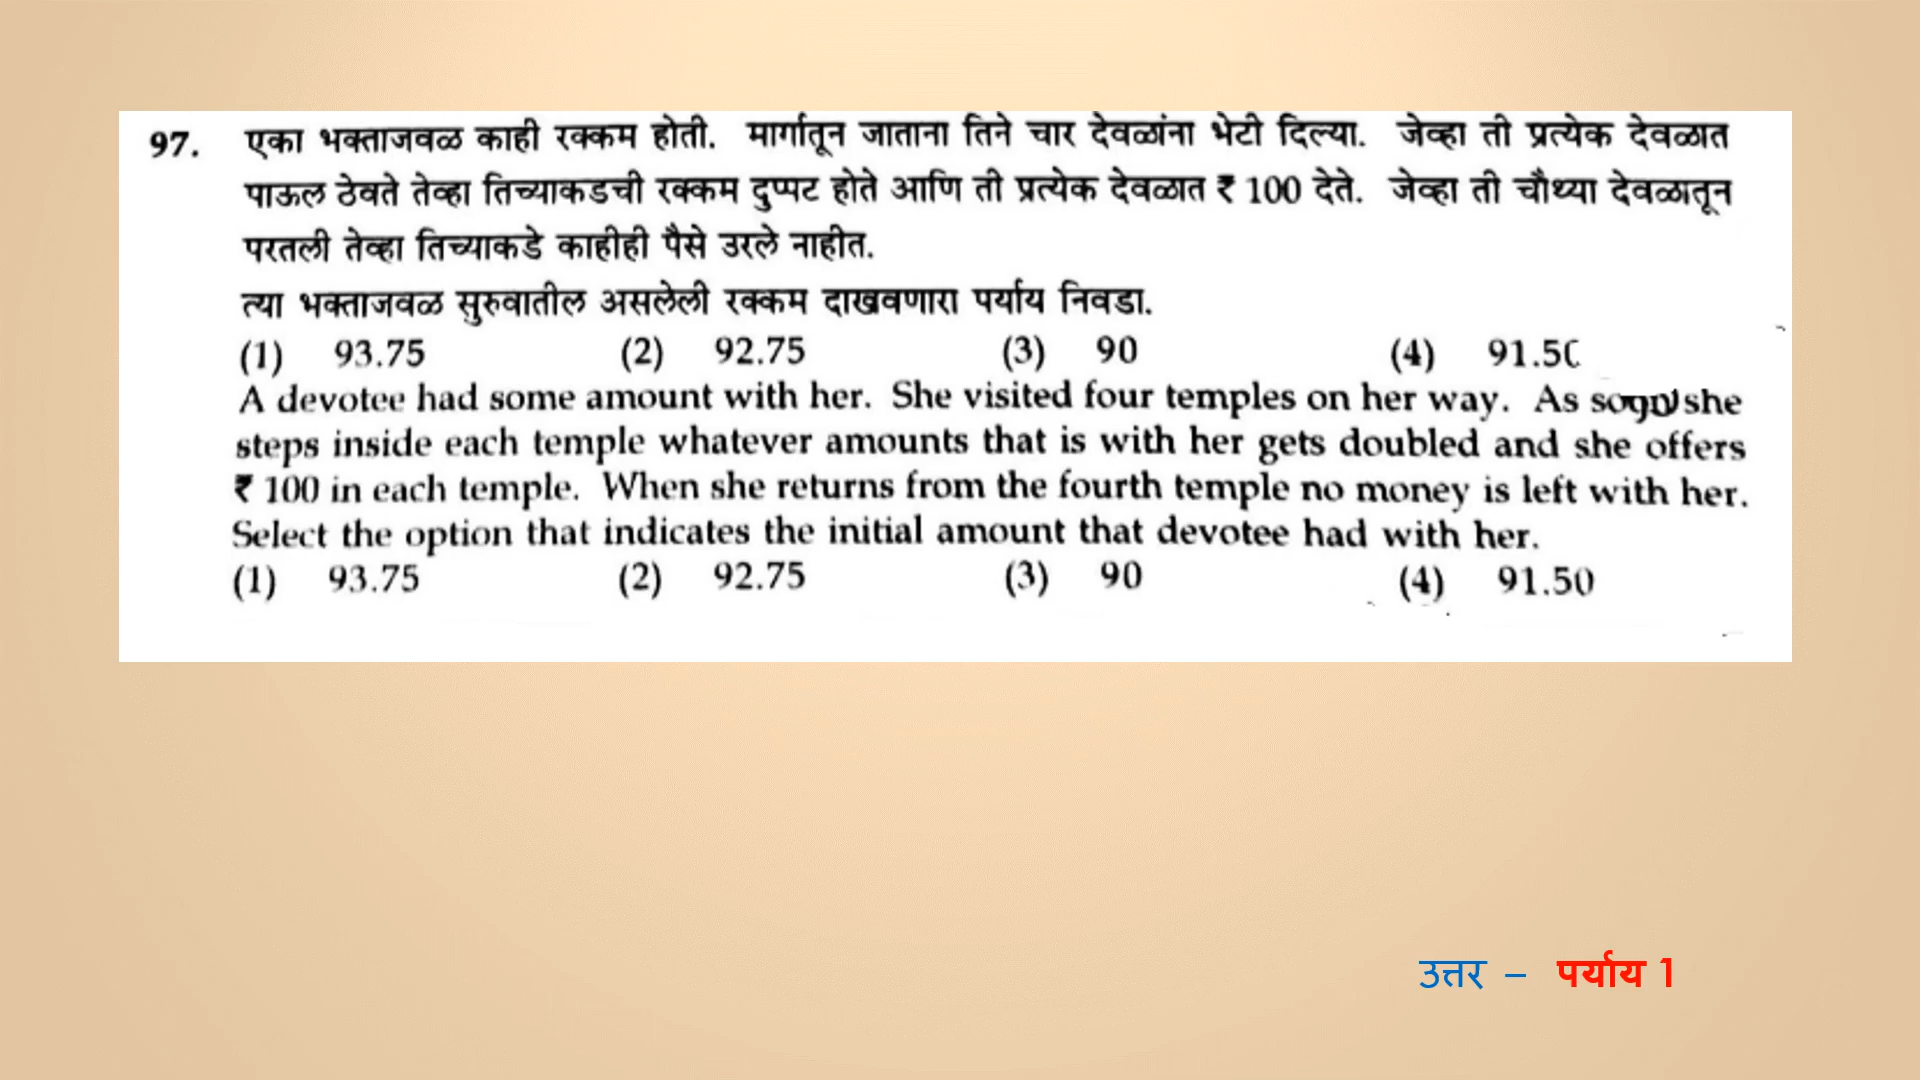 97. एका भक्ताजवळ काही रक्कम होती. मार्गातून जाताना तिने चार देवळांना भेटी दिल्या. जेव्हा ती प्रत्येक देवळात
पाऊल ठेवते तेव्हा तिच्याकडची रक्कम दुप्पट होते आणि ती प्रत्येक देवळात ₹ 100 देते. जेव्हा ती चौथ्या देवळातून
परतली तेव्हा तिच्याकडे काहीही पैसे उरले नाहीत.
त्या भक्ताजवळ सुरुवातील असलेली रक्कम दाखवणारा पर्याय निवडा.
(1) 93.75 (2) 92.75 (3) 90 (4) 91.50
A devotee had some amount with her. She visited four temples on her way. As she
steps inside each temple whatever amounts that is with her gets doubled and she offers
₹ 100 in each temple. When she returns from the fourth temple no money is left with her.
Select the option that indicates the initial amount that devotee had with her.
(1) 93.75 (2) 92.75 (3) 90 (4) 91.50
उत्तर – पर्याय 1